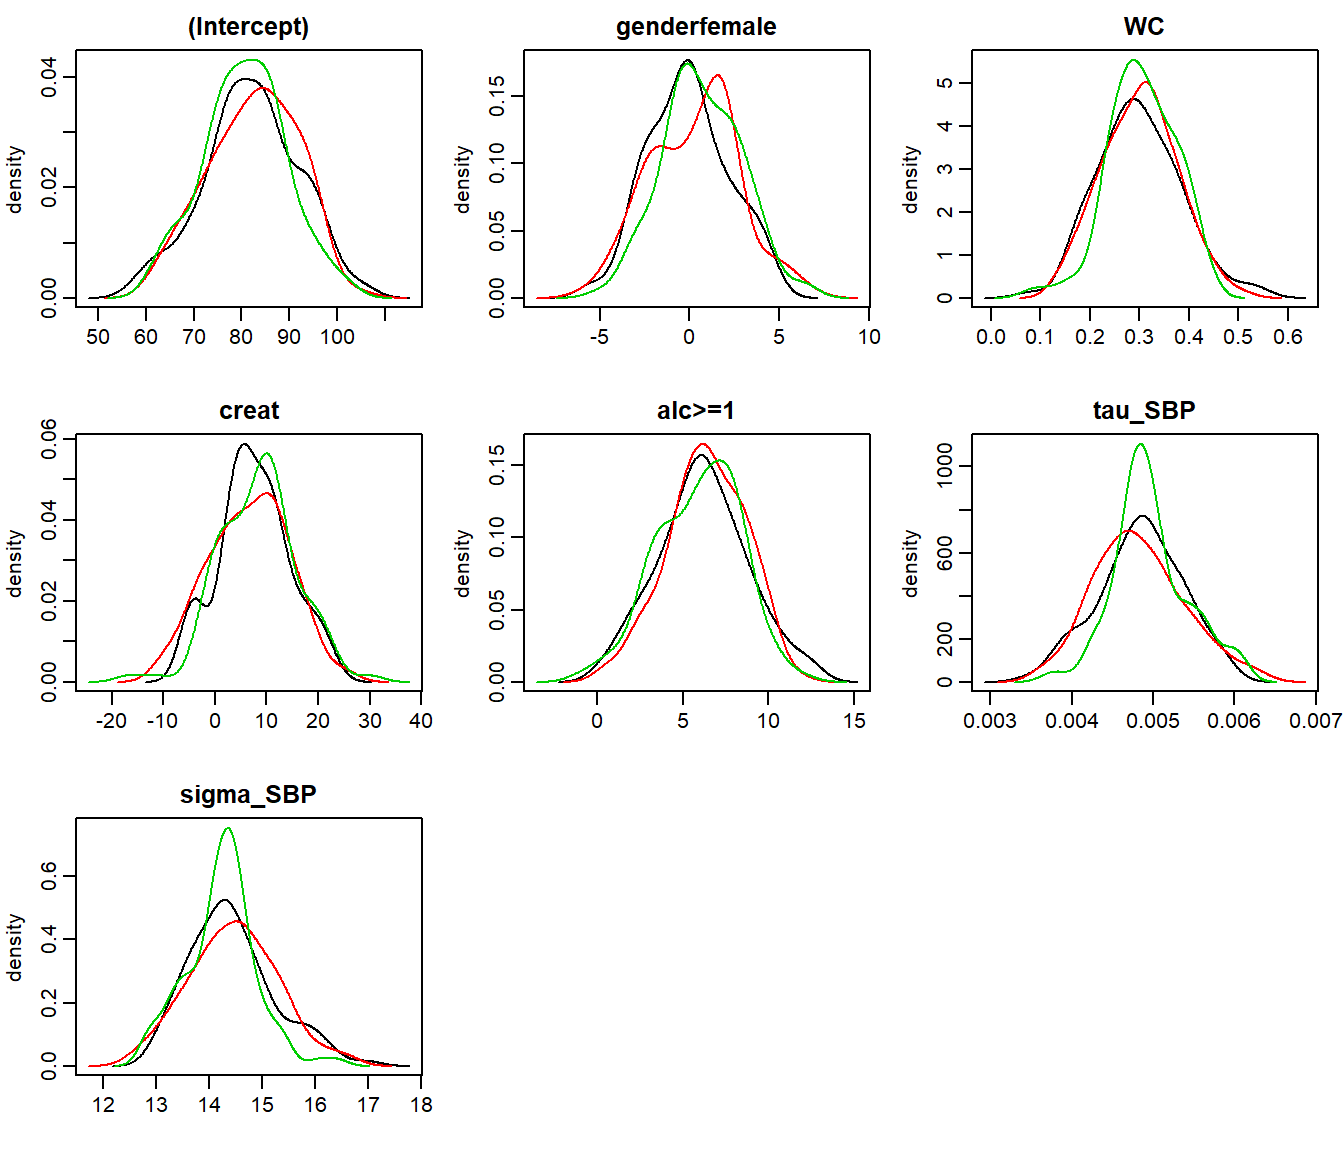 (Intercept)
density
0.00 0.02 0.04
50 60 70 80 90 100
genderfemale
density
0.00 0.05 0.10 0.15
-5 0 5 10
WC
density
0 1 2 3 4 5
0.0 0.1 0.2 0.3 0.4 0.5 0.6
creat
density
0.00 0.02 0.04 0.06
-20 -10 0 10 20 30 40
alc>=1
density
0.00 0.05 0.10 0.15
0 5 10 15
tau_SBP
density
0 200 600 1000
0.003 0.004 0.005 0.006 0.007
sigma_SBP
density
0.0 0.2 0.4 0.6
12 13 14 15 16 17 18